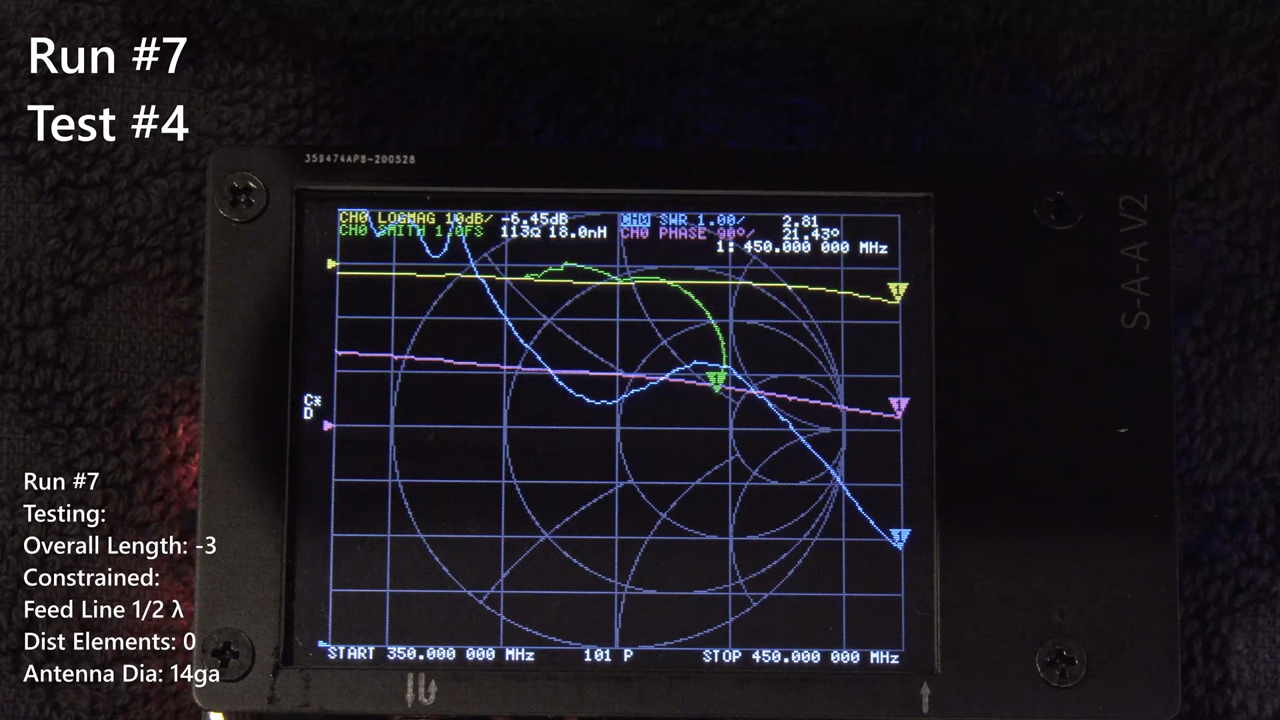 Run #7
Test #4
359474AP8-200528
CH0 LOGMAG 10dB/ -6.45dB
CH0 SWR 1.00/ 2.81
CH0 SMITH 1.0FS 113Ω 18.0nH
CH0 PHASE 90°/ 21.43°
1: 450.000 000 MHz
S-A-A V2
C*
D
START 350.000 000 MHz 101 P STOP 450.000 000 MHz
Run #7
Testing:
Overall Length: -3
Constrained:
Feed Line 1/2 λ
Dist Elements: 0
Antenna Dia: 14ga